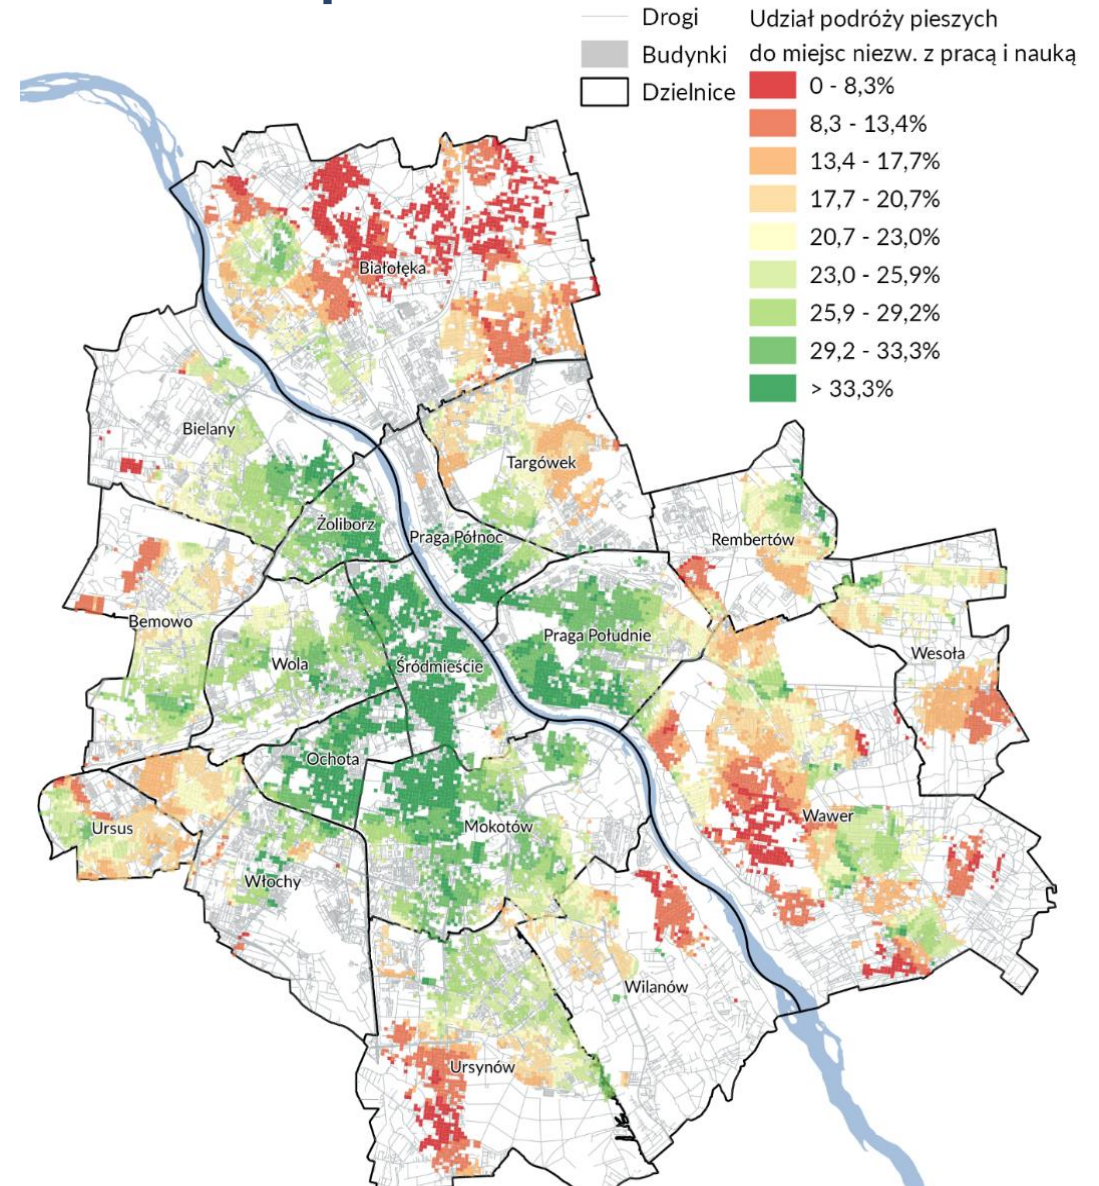 Drogi
Budynki
Dzielnice
Udział podróży pieszych
do miejsc niezw. z pracą i nauką
0 - 8,3%
8,3 - 13,4%
13,4 - 17,7%
17,7 - 20,7%
20,7 - 23,0%
23,0 - 25,9%
25,9 - 29,2%
29,2 - 33,3%
> 33,3%
Białołęka
Bielany
Targówek
Żoliborz
Praga Północ
Rembertów
Bemowo
Praga Południe
Wola
Śródmieście
Wesoła
Ochota
Ursus
Mokotów
Wawer
Włochy
Wilanów
Ursynów